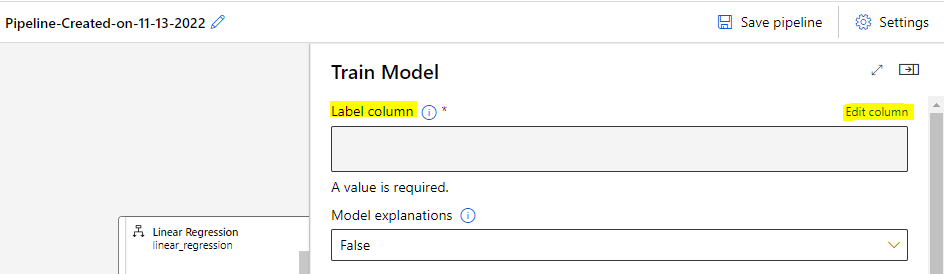 Pipeline-Created-on-11-13-2022
Save pipeline
Settings
Train Model
Label column *
Edit column
A value is required.
Model explanations
False
Linear Regression
linear_regression